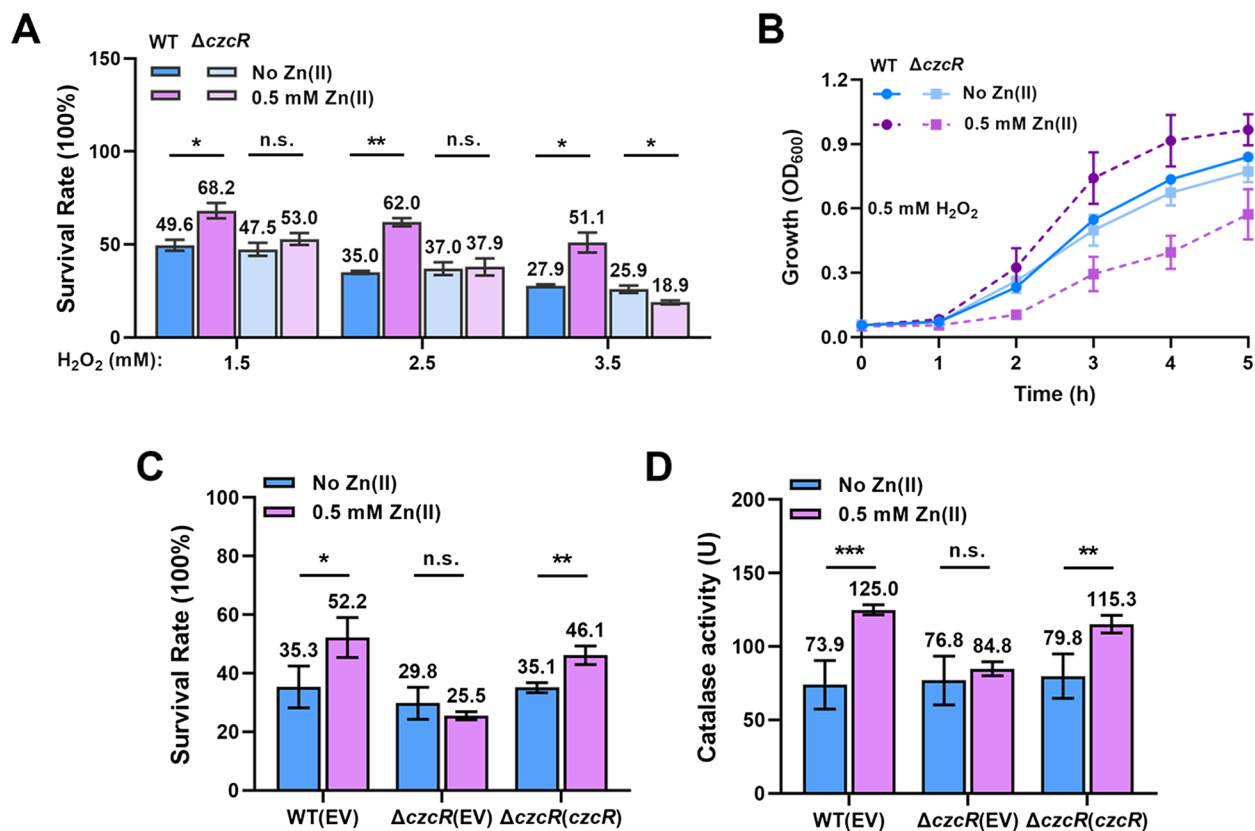 A
WT ΔczcR
No Zn(II)
0.5 mM Zn(II)
Survival Rate (100%)
150
100
50
0
* n.s. ** n.s. * *
49.6 68.2 47.5 53.0 35.0 62.0 37.0 37.9 27.9 51.1 25.9 18.9
H₂O₂ (mM): 1.5 2.5 3.5
B
WT ΔczcR
No Zn(II)
0.5 mM Zn(II)
Growth (OD₆₀₀)
1.2
0.9
0.6
0.3
0.0
0.5 mM H₂O₂
0 1 2 3 4 5
Time (h)
C
No Zn(II)
0.5 mM Zn(II)
Survival Rate (100%)
100
80
60
40
20
0
* n.s. **
35.3 52.2 29.8 25.5 35.1 46.1
WT(EV) ΔczcR(EV) ΔczcR(czcR)
D
No Zn(II)
0.5 mM Zn(II)
Catalase activity (U)
200
150
100
50
0
*** n.s. **
73.9 125.0 76.8 84.8 79.8 115.3
WT(EV) ΔczcR(EV) ΔczcR(czcR)